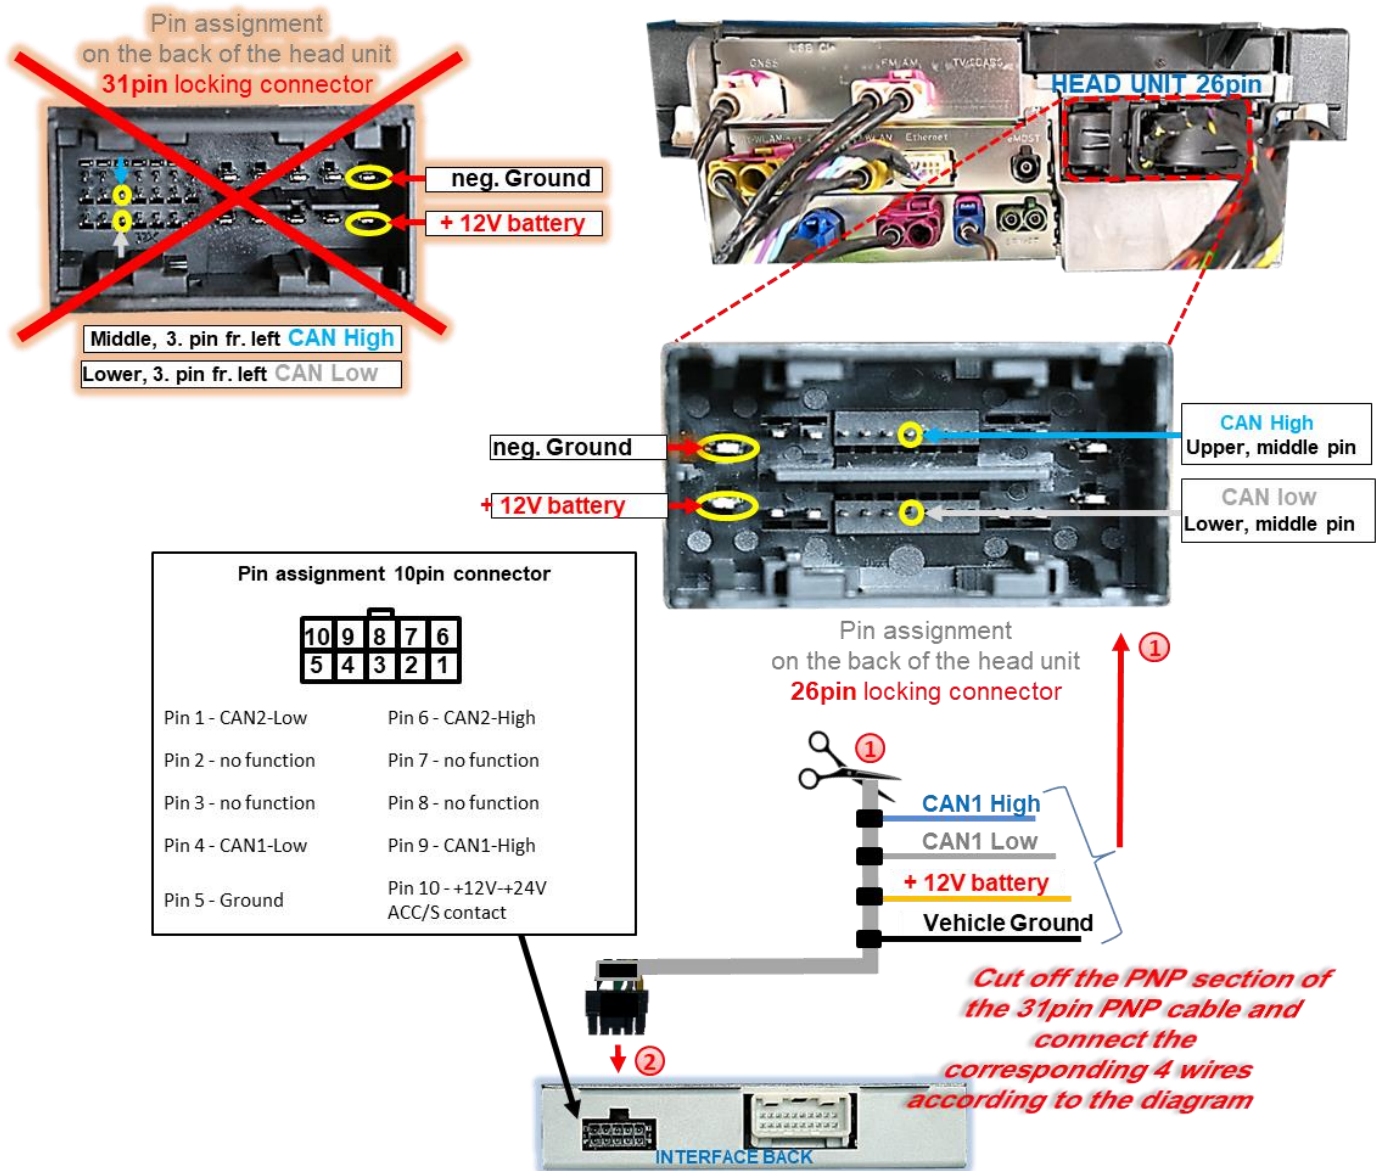 Pin assignment
on the back of the head unit
31pin locking connector
neg. Ground
+ 12V battery
Middle, 3. pin fr. left CAN High
Lower, 3. pin fr. left CAN Low
GNSS
FM/AM
HEAD UNIT 26pin
Ethernet
neg. Ground
+ 12V battery
CAN High
Upper, middle pin
CAN low
Lower, middle pin
Pin assignment
on the back of the head unit
26pin locking connector
1
Pin assignment 10pin connector
10 9 8 7 6
5 4 3 2 1
Pin 1 - CAN2-Low Pin 6 - CAN2-High
Pin 2 - no function Pin 7 - no function
Pin 3 - no function Pin 8 - no function
Pin 4 - CAN1-Low Pin 9 - CAN1-High
Pin 5 - Ground Pin 10 - +12V-+24V
ACC/S contact
1
CAN1 High
CAN1 Low
+ 12V battery
Vehicle Ground
Cut off the PNP section of
the 31pin PNP cable and
connect the
corresponding 4 wires
according to the diagram
2
INTERFACE BACK